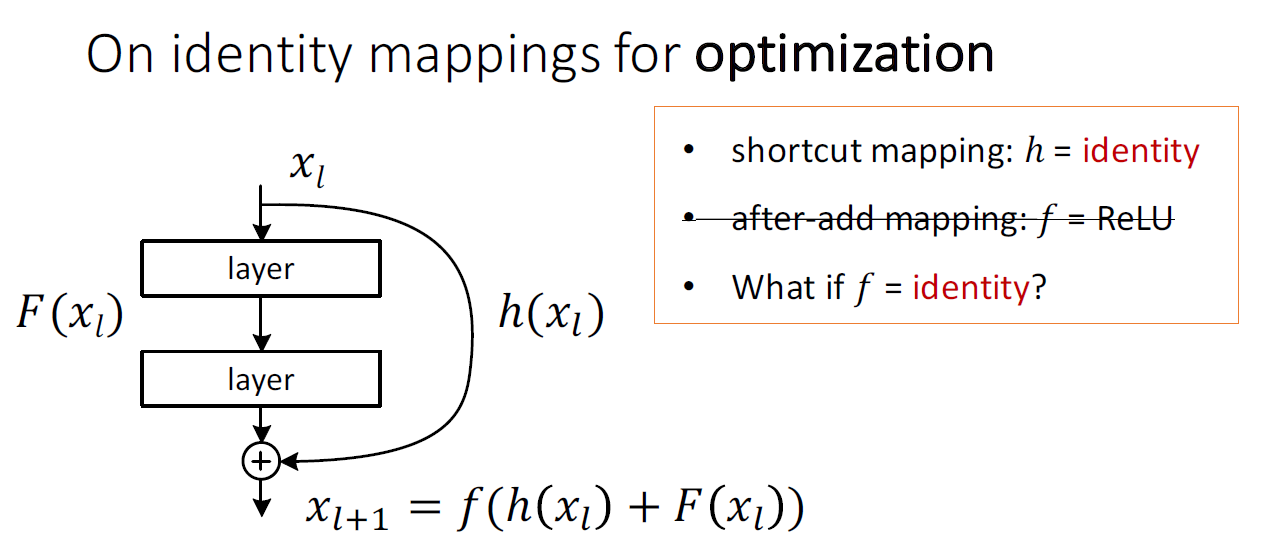 On identity mappings for optimization
• shortcut mapping: h = identity
• after-add mapping: f = ReLU
• What if f = identity?
x_l
layer
F(x_l)
h(x_l)
layer
+
x_{l+1} = f(h(x_l) + F(x_l))